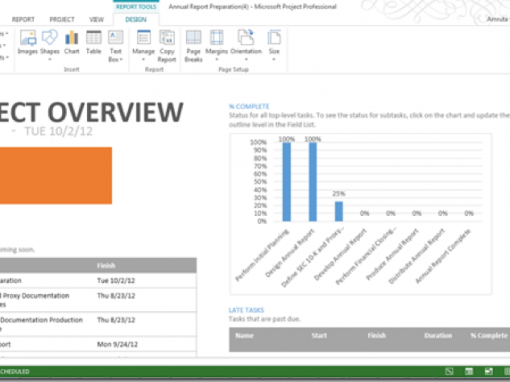 REPORT TOOLS
Annual Report Preparation(4) - Microsoft Project Professional
REPORT PROJECT VIEW DESIGN
Amruta
Images Shapes Chart Table Text Box
Manage Copy Report
Page Breaks Margins Orientation Size
Insert Report Page Setup
ECT OVERVIEW
- TUE 10/2/12
% COMPLETE
Status for all top-level tasks. To see the status for subtasks, click on the chart and update the
outline level in the Field List.
100%
90%
80%
70%
60%
50%
40%
30%
20%
10%
0%
100% 100% 25% 0% 0% 0% 0% 0%
Perform Initial Planning
Design Annual Report
Define SEC 10-K and Proxy...
Develop Annual Report
Perform Financial Closing...
Produce Annual Report
Distribute Annual Report
Annual Report Complete
oming soon.
Finish
aration Tue 10/2/12
d Proxy Documentation Thu 8/23/12
es
Documentation Production Thu 8/23/12
e
port Mon 9/24/12
LATE TASKS
Tasks that are past due.
Name Start Finish Duration % Complete
CHEDULED